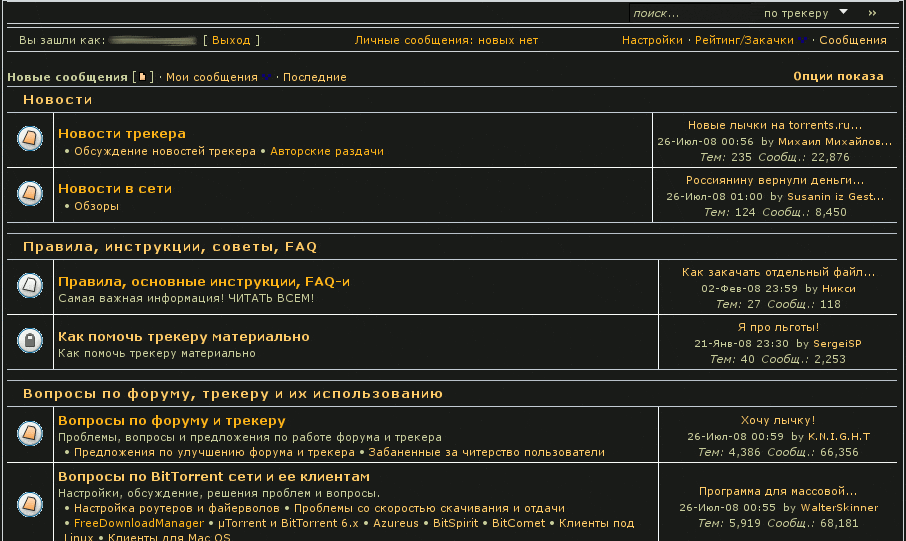 поиск... по трекеру »
Вы зашли как: [ Выход ] Личные сообщения: новых нет Настройки · Рейтинг/Закачки · Сообщения
Новые сообщения [ ] · Мои сообщения · Последние Опции показа
Новости
Новости трекера
• Обсуждение новостей трекера • Авторские раздачи
Новые лычки на torrents.ru...
26-Июл-08 00:56 by Михаил Михайлов...
Тем: 235 Сообщ.: 22,876
Новости в сети
• Обзоры
Россиянину вернули деньги...
26-Июл-08 01:00 by Susanin iz Gest...
Тем: 124 Сообщ.: 8,450
Правила, инструкции, советы, FAQ
Правила, основные инструкции, FAQ-и
Самая важная информация! ЧИТАТЬ ВСЕМ!
Как закачать отдельный файл...
02-Фев-08 23:59 by Никси
Тем: 27 Сообщ.: 118
Как помочь трекеру материально
Как помочь трекеру материально
Я про льготы!
21-Янв-08 23:30 by SergeiSP
Тем: 40 Сообщ.: 2,253
Вопросы по форуму, трекеру и их использованию
Вопросы по форуму и трекеру
Проблемы, вопросы и предложения по работе форума и трекера
• Предложения по улучшению форума и трекера • Забаненные за читерство пользователи
Хочу лычку!
26-Июл-08 00:59 by K.N.I.G.H.T
Тем: 4,386 Сообщ.: 66,356
Вопросы по BitTorrent сети и ее клиентам
Настройки, обсуждение, решения проблем и вопросы.
• Настройка роутеров и файерволов • Проблемы со скоростью скачивания и отдачи
• FreeDownloadManager • µTorrent и BitTorrent 6.x • Azureus • BitSpirit • BitComet • Клиенты под
Linux • Клиенты для Mac OS
Программа для массовой...
26-Июл-08 00:55 by WalterSkinner
Тем: 5,919 Сообщ.: 68,181